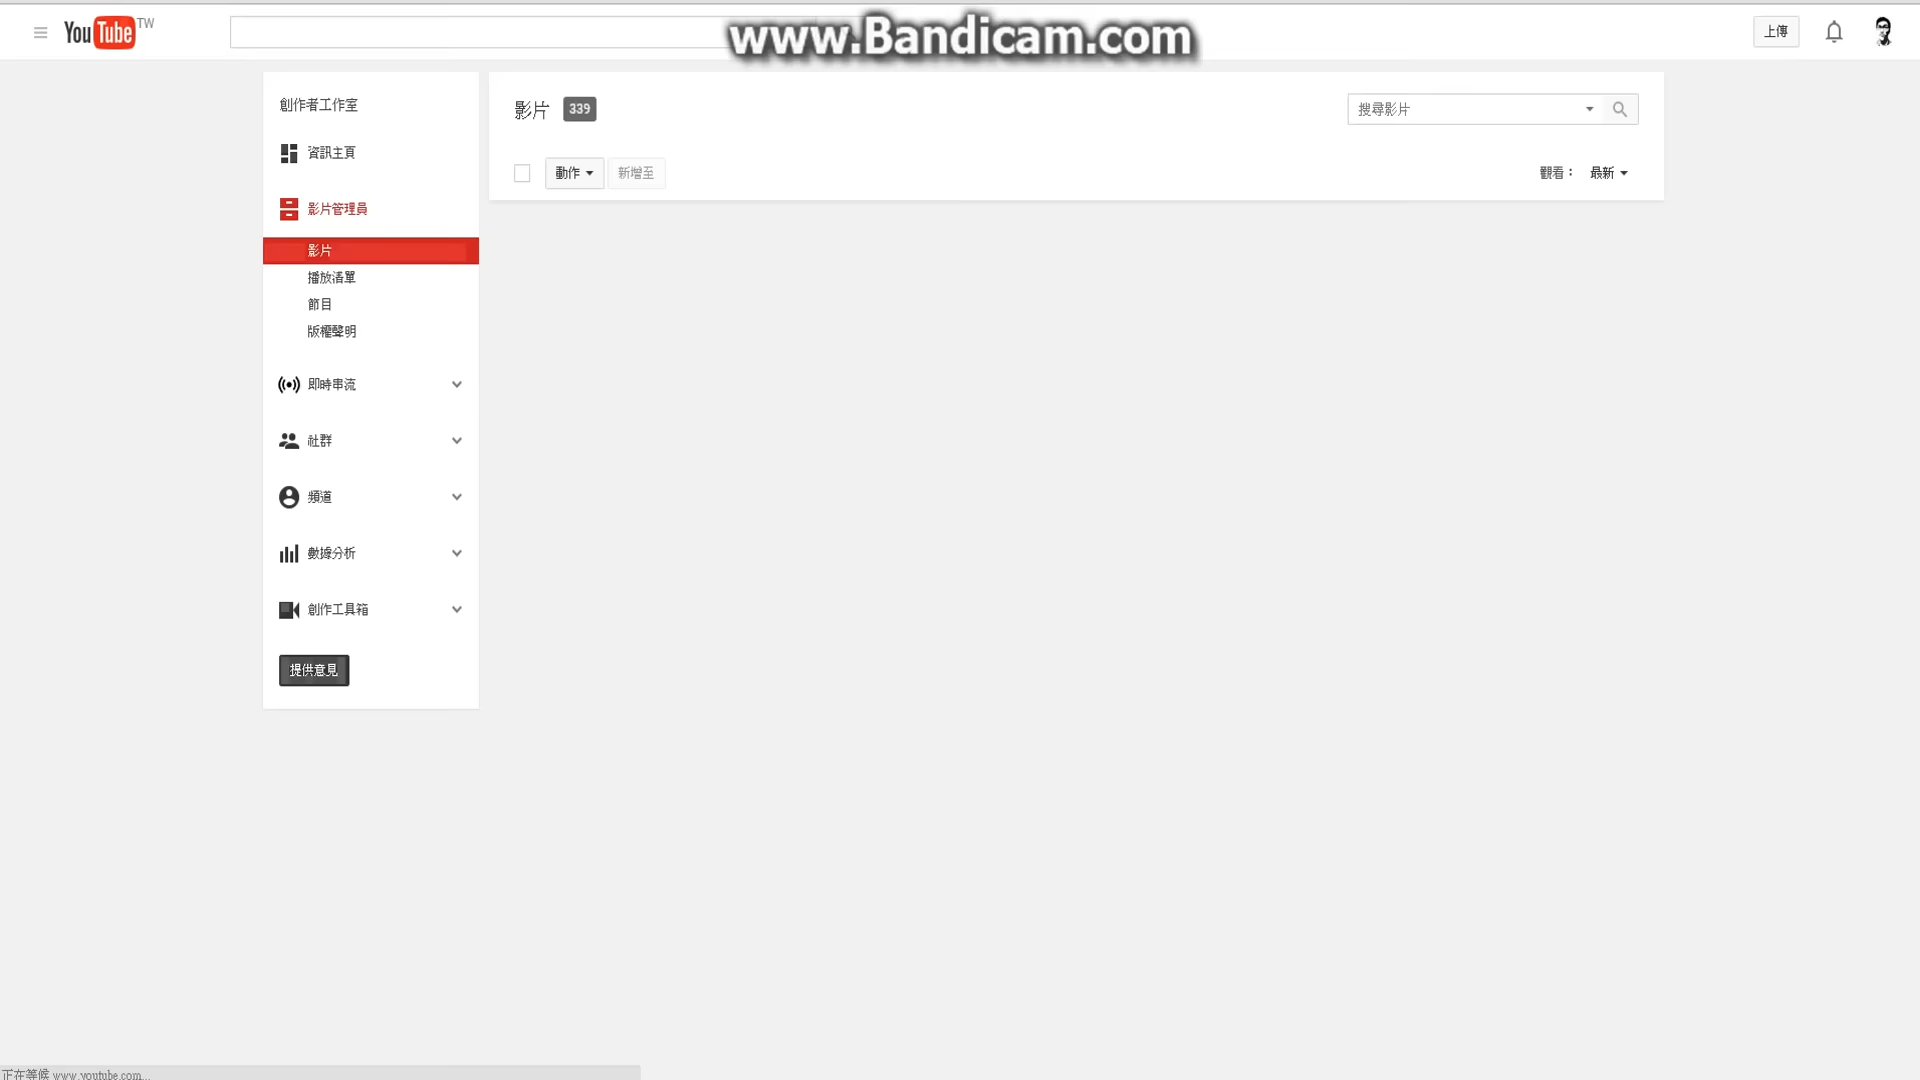 YouTube TW
www.Bandicam.com
上傳
創作者工作室
資訊主頁
影片管理員
影片
播放清單
節目
版權聲明
即時串流
社群
頻道
數據分析
創作工具箱
提供意見
影片 339
搜尋影片
動作 新增至
觀看： 最新
正在等候 www.youtube.com...